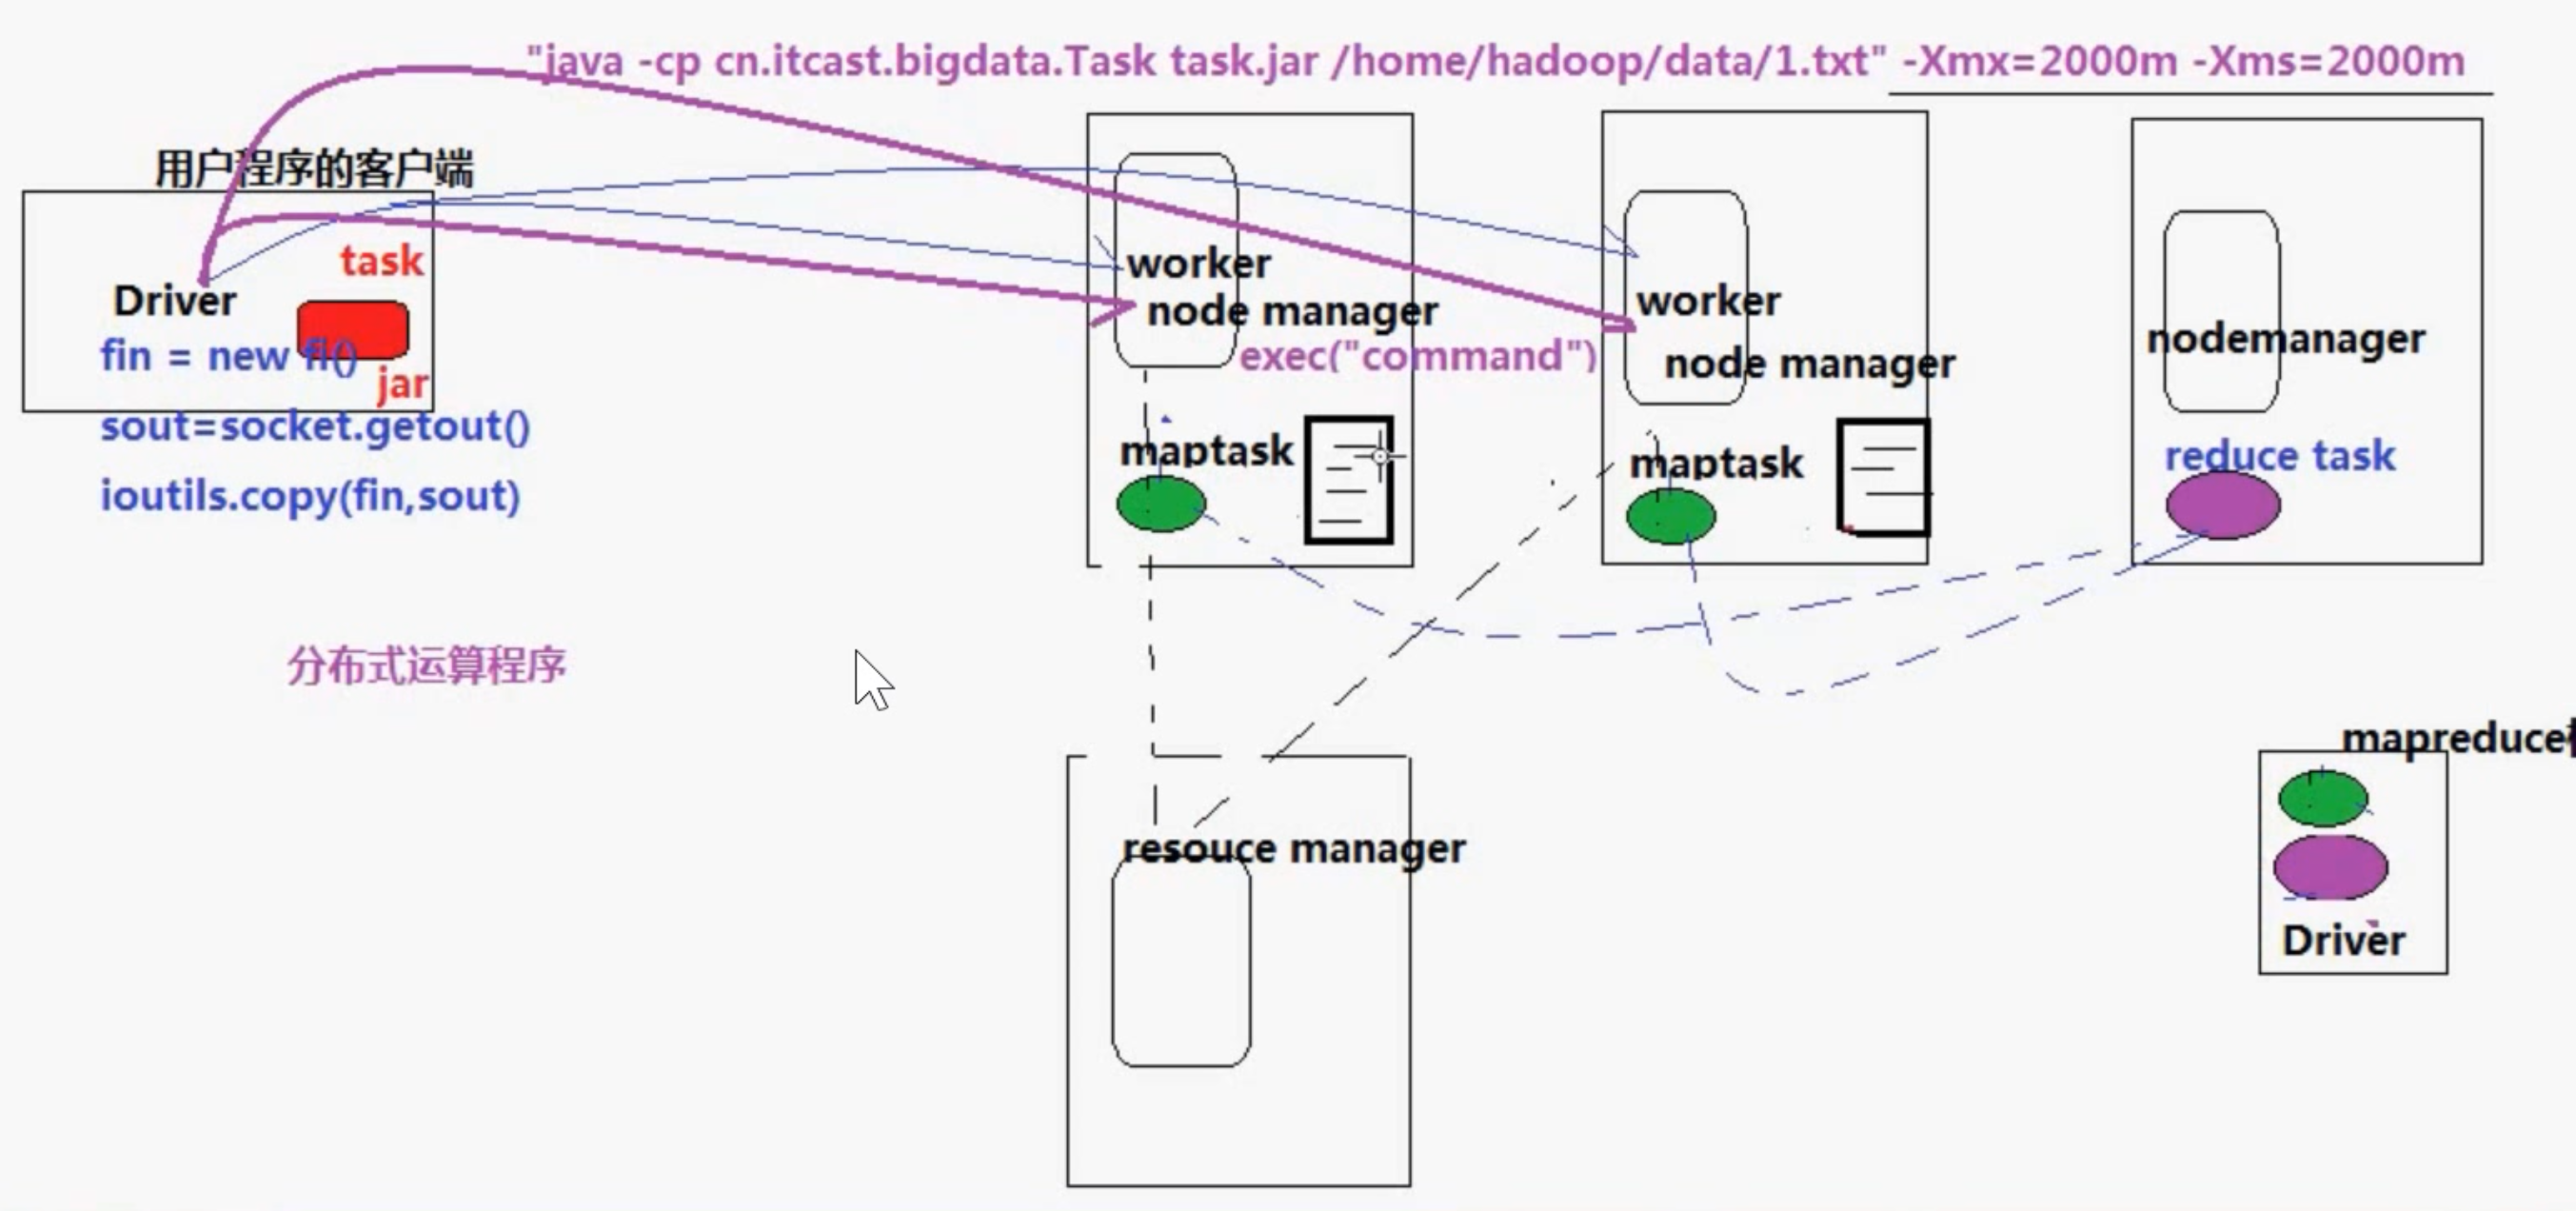 "java -cp cn.itcast.bigdata.Task task.jar /home/hadoop/data/1.txt" -Xmx=2000m -Xms=2000m
用户程序的客户端
task
Driver
fin = new fi()
jar
sout=socket.getout()
ioutils.copy(fin,sout)
分布式运算程序
worker
node manager
exec("command")
maptask
worker
node manager
maptask
nodemanager
reduce task
resouce manager
mapreduce
Driver